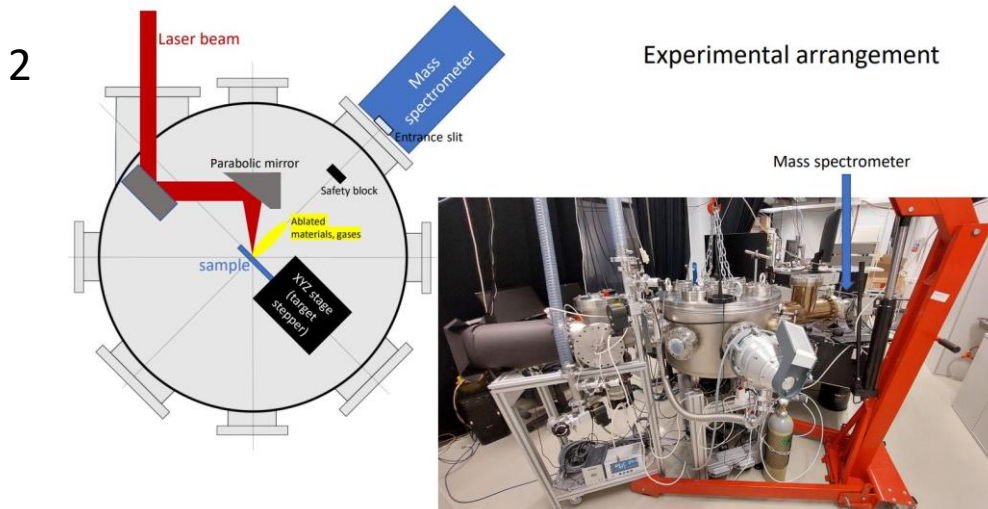 2
Experimental arrangement
Laser beam
Mass
spectrometer
Entrance slit
Parabolic mirror
Safety block
Ablated
materials, gases
sample
XYZ stage
(target
stepper)
Mass spectrometer